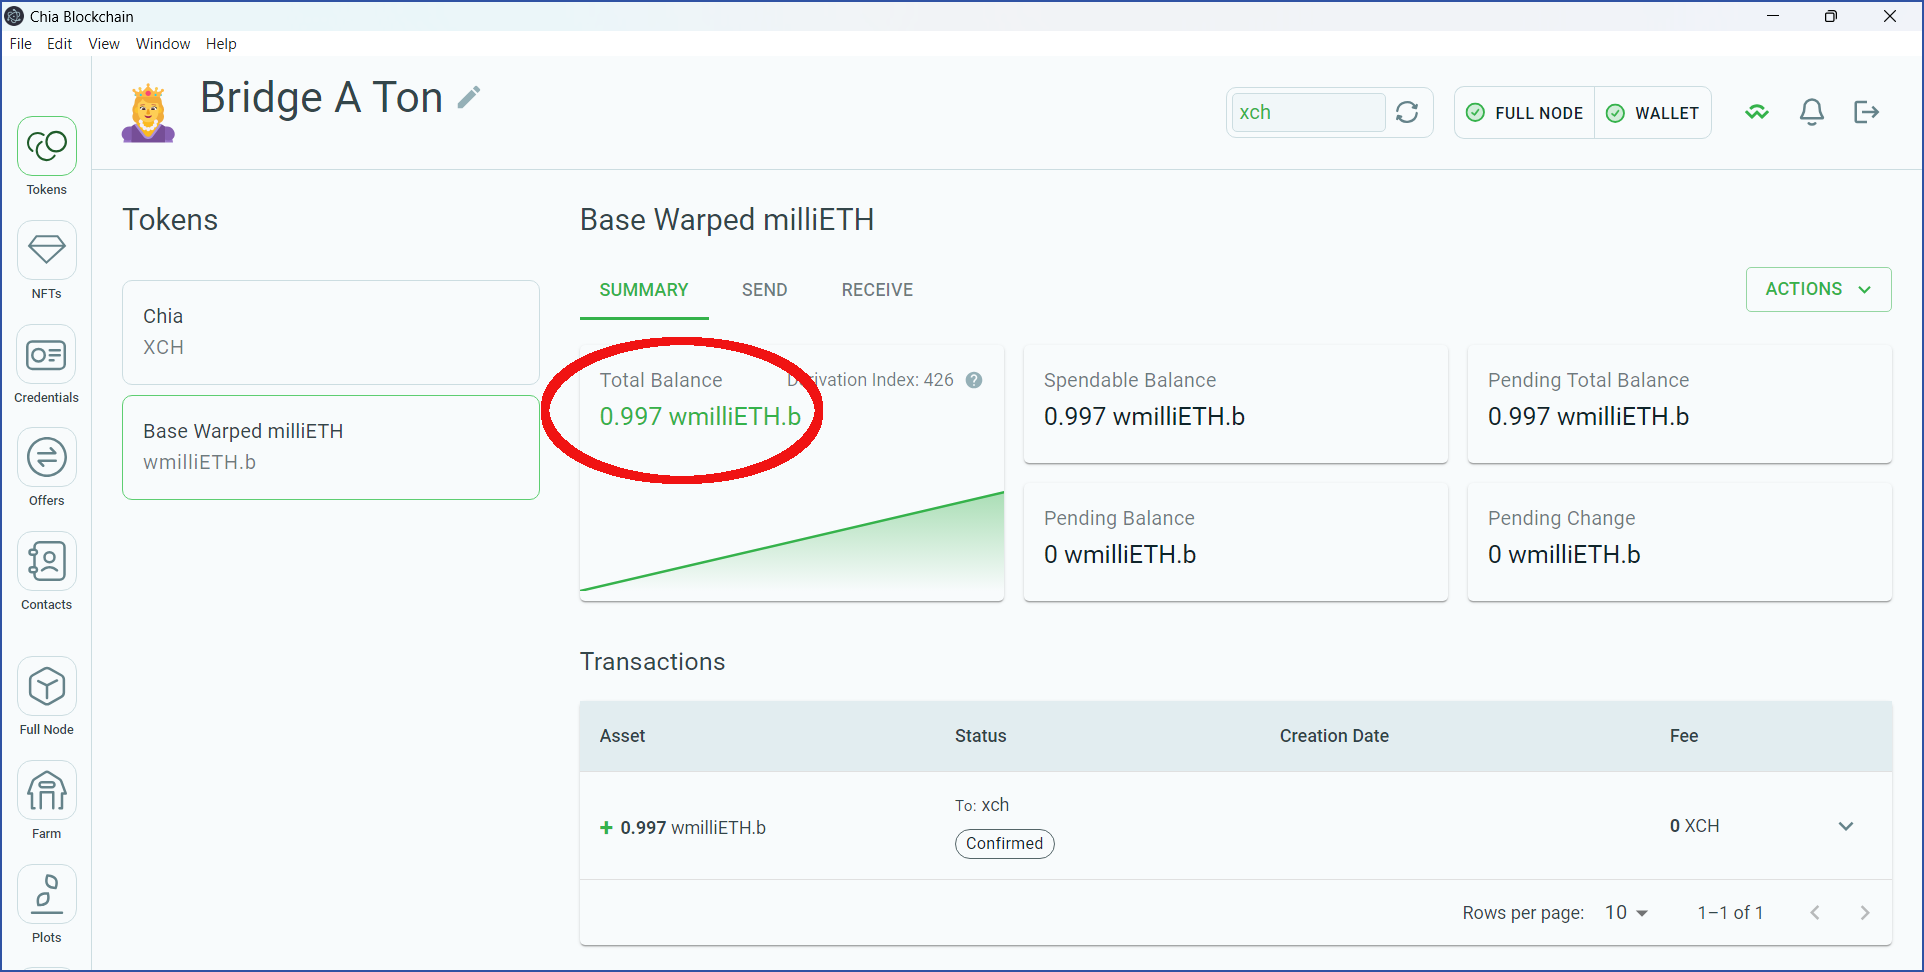 Chia Blockchain
File Edit View Window Help
Bridge A Ton
xch
FULL NODE
WALLET
Tokens
NFTs
Credentials
Offers
Contacts
Full Node
Farm
Plots
Tokens
Chia
XCH
Base Warped milliETH
wmilliETH.b
Base Warped milliETH
SUMMARY SEND RECEIVE
ACTIONS
Total Balance
Derivation Index: 426
0.997 wmilliETH.b
Spendable Balance
0.997 wmilliETH.b
Pending Total Balance
0.997 wmilliETH.b
Pending Balance
0 wmilliETH.b
Pending Change
0 wmilliETH.b
Transactions
Asset Status Creation Date Fee
+ 0.997 wmilliETH.b
To: xch
Confirmed
0 XCH
Rows per page: 10 1–1 of 1